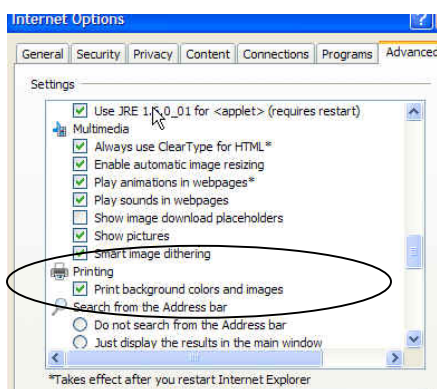 Internet Options
General Security Privacy Content Connections Programs Advanced
Settings
Use JRE 1.5.0_01 for <applet> (requires restart)
Multimedia
Always use ClearType for HTML*
Enable automatic image resizing
Play animations in webpages*
Play sounds in webpages
Show image download placeholders
Show pictures
Smart image dithering
Printing
Print background colors and images
Search from the Address bar
Do not search from the Address bar
Just display the results in the main window
*Takes effect after you restart Internet Explorer